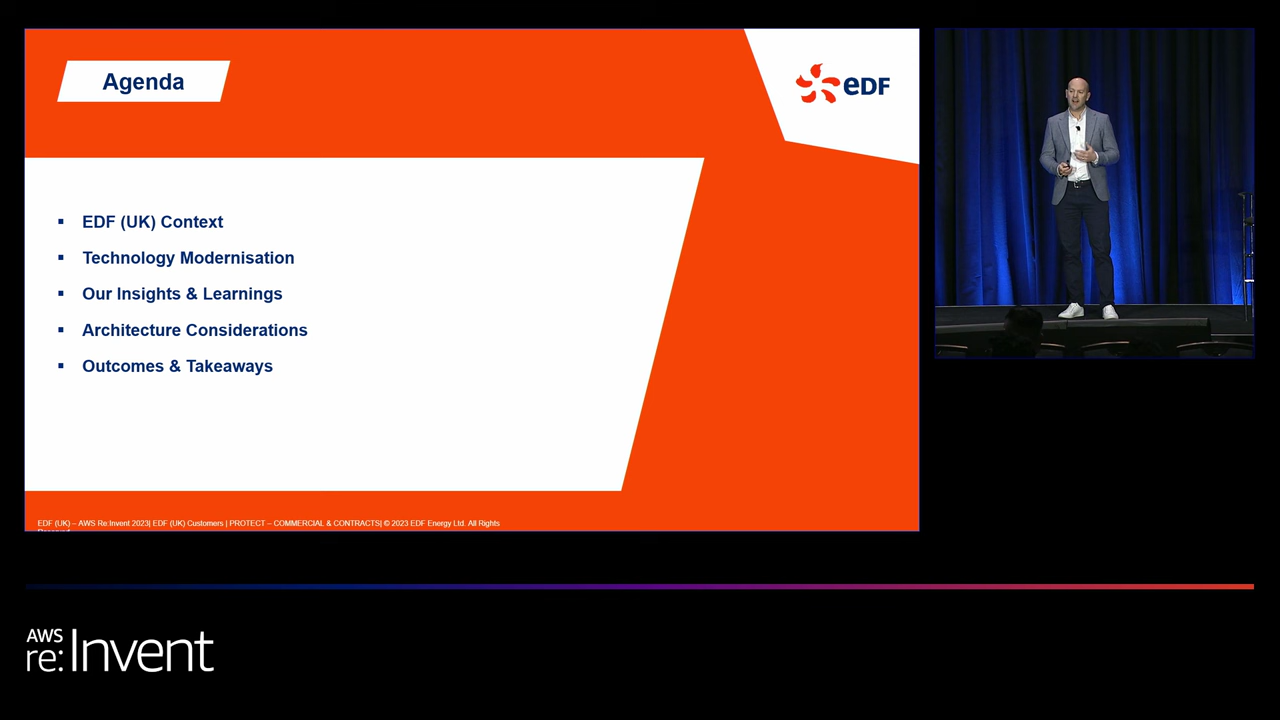 Agenda
eDF
EDF (UK) Context
Technology Modernisation
Our Insights & Learnings
Architecture Considerations
Outcomes & Takeaways
EDF (UK) – AWS Re:Invent 2023| EDF (UK) Customers | PROTECT – COMMERCIAL & CONTRACTS| © 2023 EDF Energy Ltd. All Rights
AWS
re:Invent